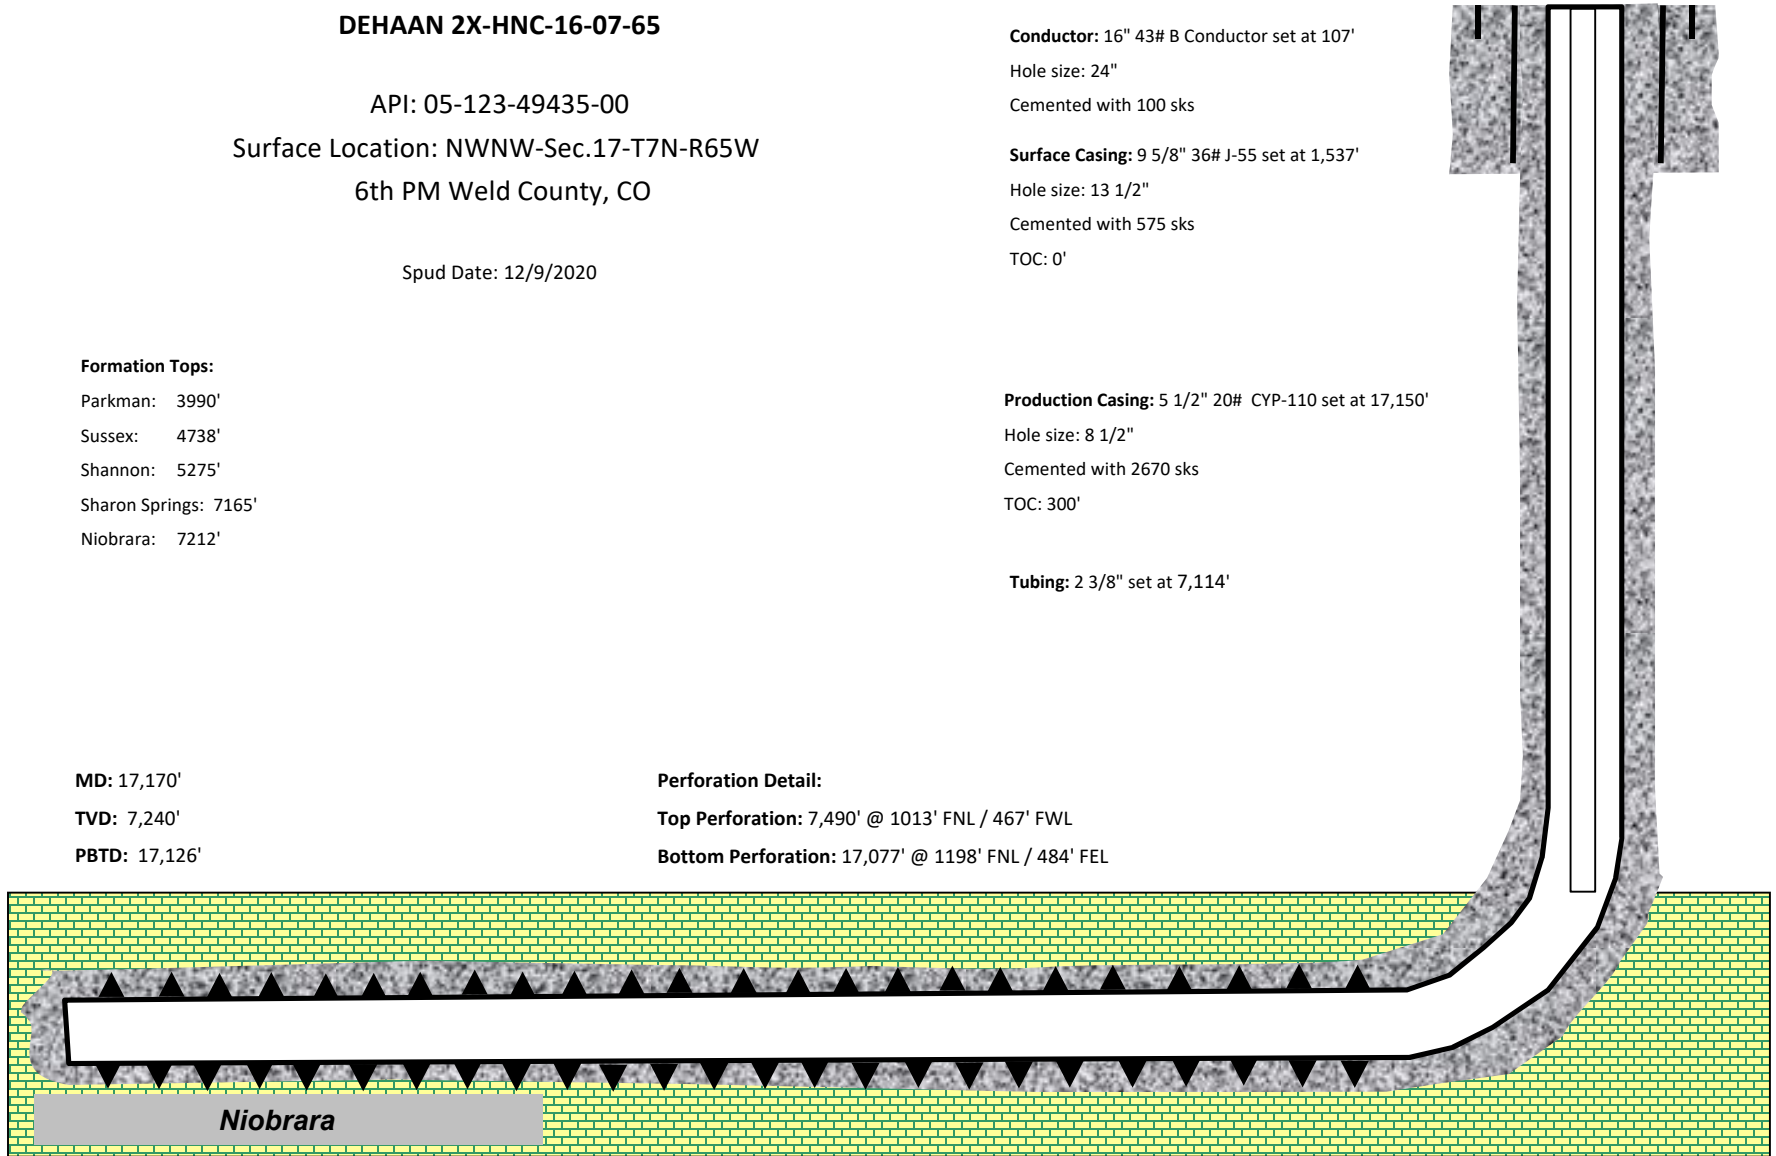 DEHAAN 2X-HNC-16-07-65
API: 05-123-49435-00
Surface Location: NWNW-Sec.17-T7N-R65W
6th PM Weld County, CO
Spud Date: 12/9/2020
Conductor: 16" 43# B Conductor set at 107'
Hole size: 24"
Cemented with 100 sks
Surface Casing: 9 5/8" 36# J-55 set at 1,537'
Hole size: 13 1/2"
Cemented with 575 sks
TOC: 0'
Formation Tops:
Parkman: 3990'
Sussex: 4738'
Shannon: 5275'
Sharon Springs: 7165'
Niobrara: 7212'
Production Casing: 5 1/2" 20# CYP-110 set at 17,150'
Hole size: 8 1/2"
Cemented with 2670 sks
TOC: 300'
Tubing: 2 3/8" set at 7,114'
MD: 17,170'
TVD: 7,240'
PBTD: 17,126'
Perforation Detail:
Top Perforation: 7,490' @ 1013' FNL / 467' FWL
Bottom Perforation: 17,077' @ 1198' FNL / 484' FEL
Niobrara